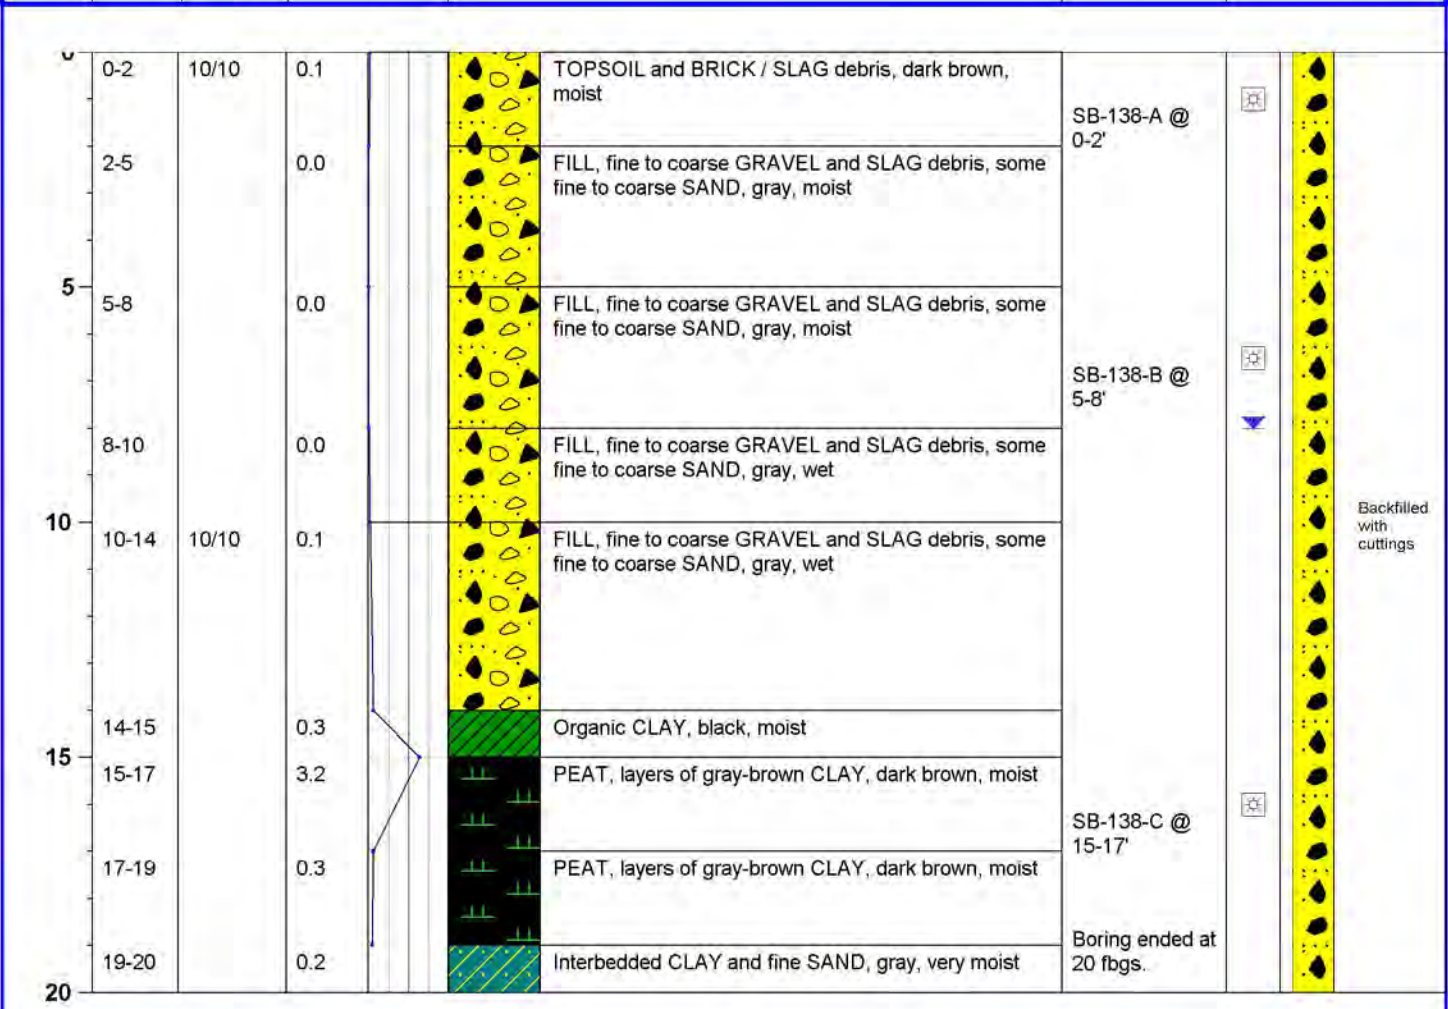 0-2 10/10 0.1 TOPSOIL and BRICK / SLAG debris, dark brown,
moist
SB-138-A @
0-2'
2-5 0.0 FILL, fine to coarse GRAVEL and SLAG debris, some
fine to coarse SAND, gray, moist
5
5-8 0.0 FILL, fine to coarse GRAVEL and SLAG debris, some
fine to coarse SAND, gray, moist
SB-138-B @
5-8'
8-10 0.0 FILL, fine to coarse GRAVEL and SLAG debris, some
fine to coarse SAND, gray, wet
10
10-14 10/10 0.1 FILL, fine to coarse GRAVEL and SLAG debris, some
fine to coarse SAND, gray, wet
Backfilled
with
cuttings
14-15 0.3 Organic CLAY, black, moist
15
15-17 3.2 PEAT, layers of gray-brown CLAY, dark brown, moist
SB-138-C @
15-17'
17-19 0.3 PEAT, layers of gray-brown CLAY, dark brown, moist
Boring ended at
20 fbgs.
19-20 0.2 Interbedded CLAY and fine SAND, gray, very moist
20